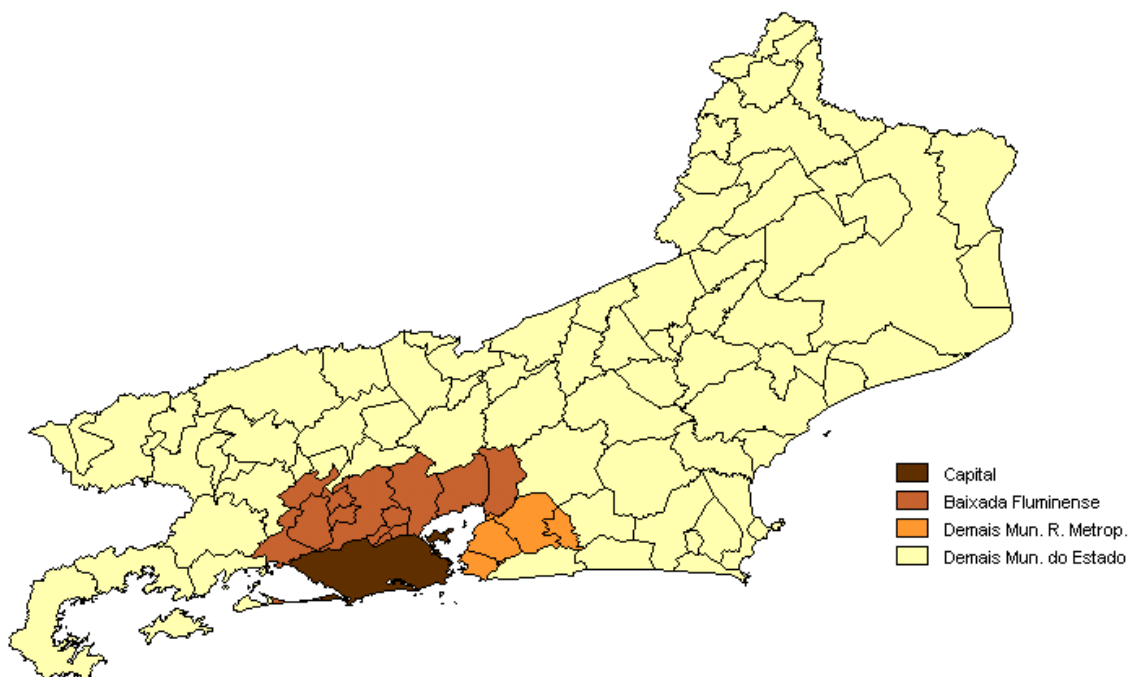 Capital
Baixada Fluminense
Demais Mun. R. Metrop.
Demais Mun. do Estado